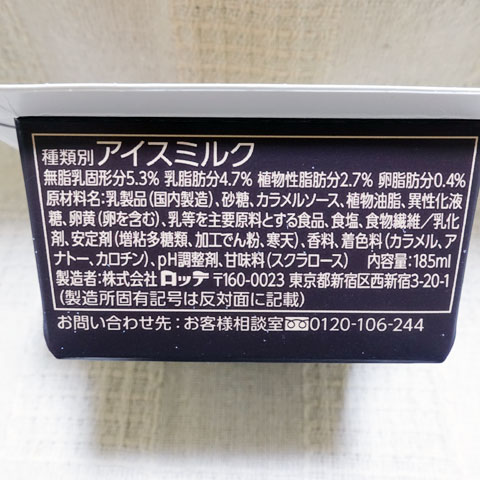 種類別 アイスミルク
無脂乳固形分5.3% 乳脂肪分4.7% 植物性脂肪分2.7% 卵脂肪分0.4%
原材料名:乳製品(国内製造)、砂糖、カラメルソース、植物油脂、異性化液
糖、卵黄(卵を含む)、乳等を主要原料とする食品、食塩、食物繊維/乳化
剤、安定剤(増粘多糖類、加工でん粉、寒天)、香料、着色料(カラメル、ア
ナトー、カロチン)、pH調整剤、甘味料(スクラロース) 内容量:185ml
製造者:株式会社 ロッテ 〒160-0023 東京都新宿区西新宿3-20-1
(製造所固有記号は反対面に記載)
お問い合わせ先:お客様相談室 0120-106-244